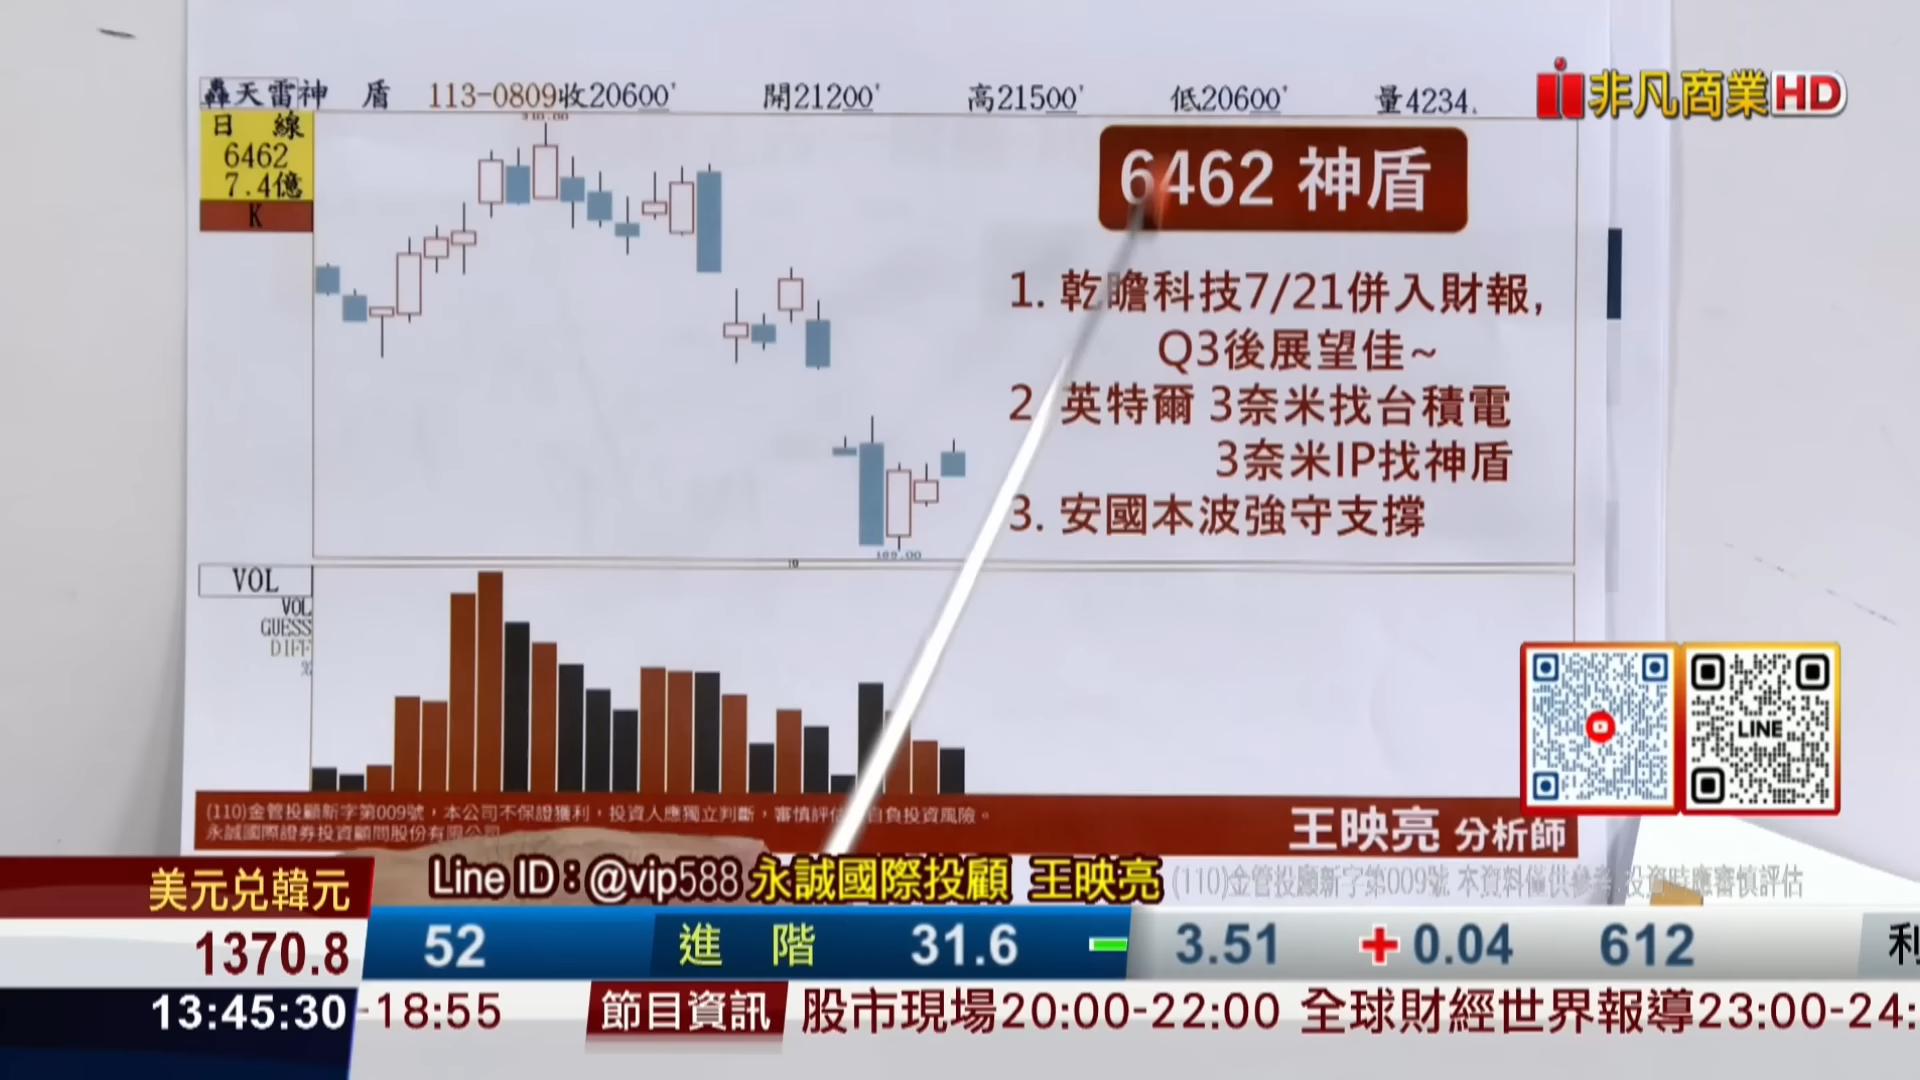 轟天雷神 盾 113-0809收20600' 開21200' 高21500' 低20600' 量4234.
非凡商業HD
日 線
6462
7.4億
K
310.00
6462 神盾
1. 乾瞻科技7/21併入財報,
Q3後展望佳~
2 英特爾 3奈米找台積電
3奈米IP找神盾
3. 安國本波強守支撐
189.00
VOL
VOL
GUESS
DIFF
LINE
(110)金管投顧新字第009號，本公司不保證獲利，投資人應獨立判斷，審慎評估 自負投資風險。
永誠國際證券投資顧問股份有限公司
王映亮 分析師
Line ID：@vip588 永誠國際投顧 王映亮 (110)金管投顧新字第009號 本資料僅供參考 投資時應審慎評估
美元兌韓元
1370.8
52 進階 31.6 3.51 +0.04 612 利
13:45:30
-18:55 節目資訊 股市現場20:00-22:00 全球財經世界報導23:00-24: